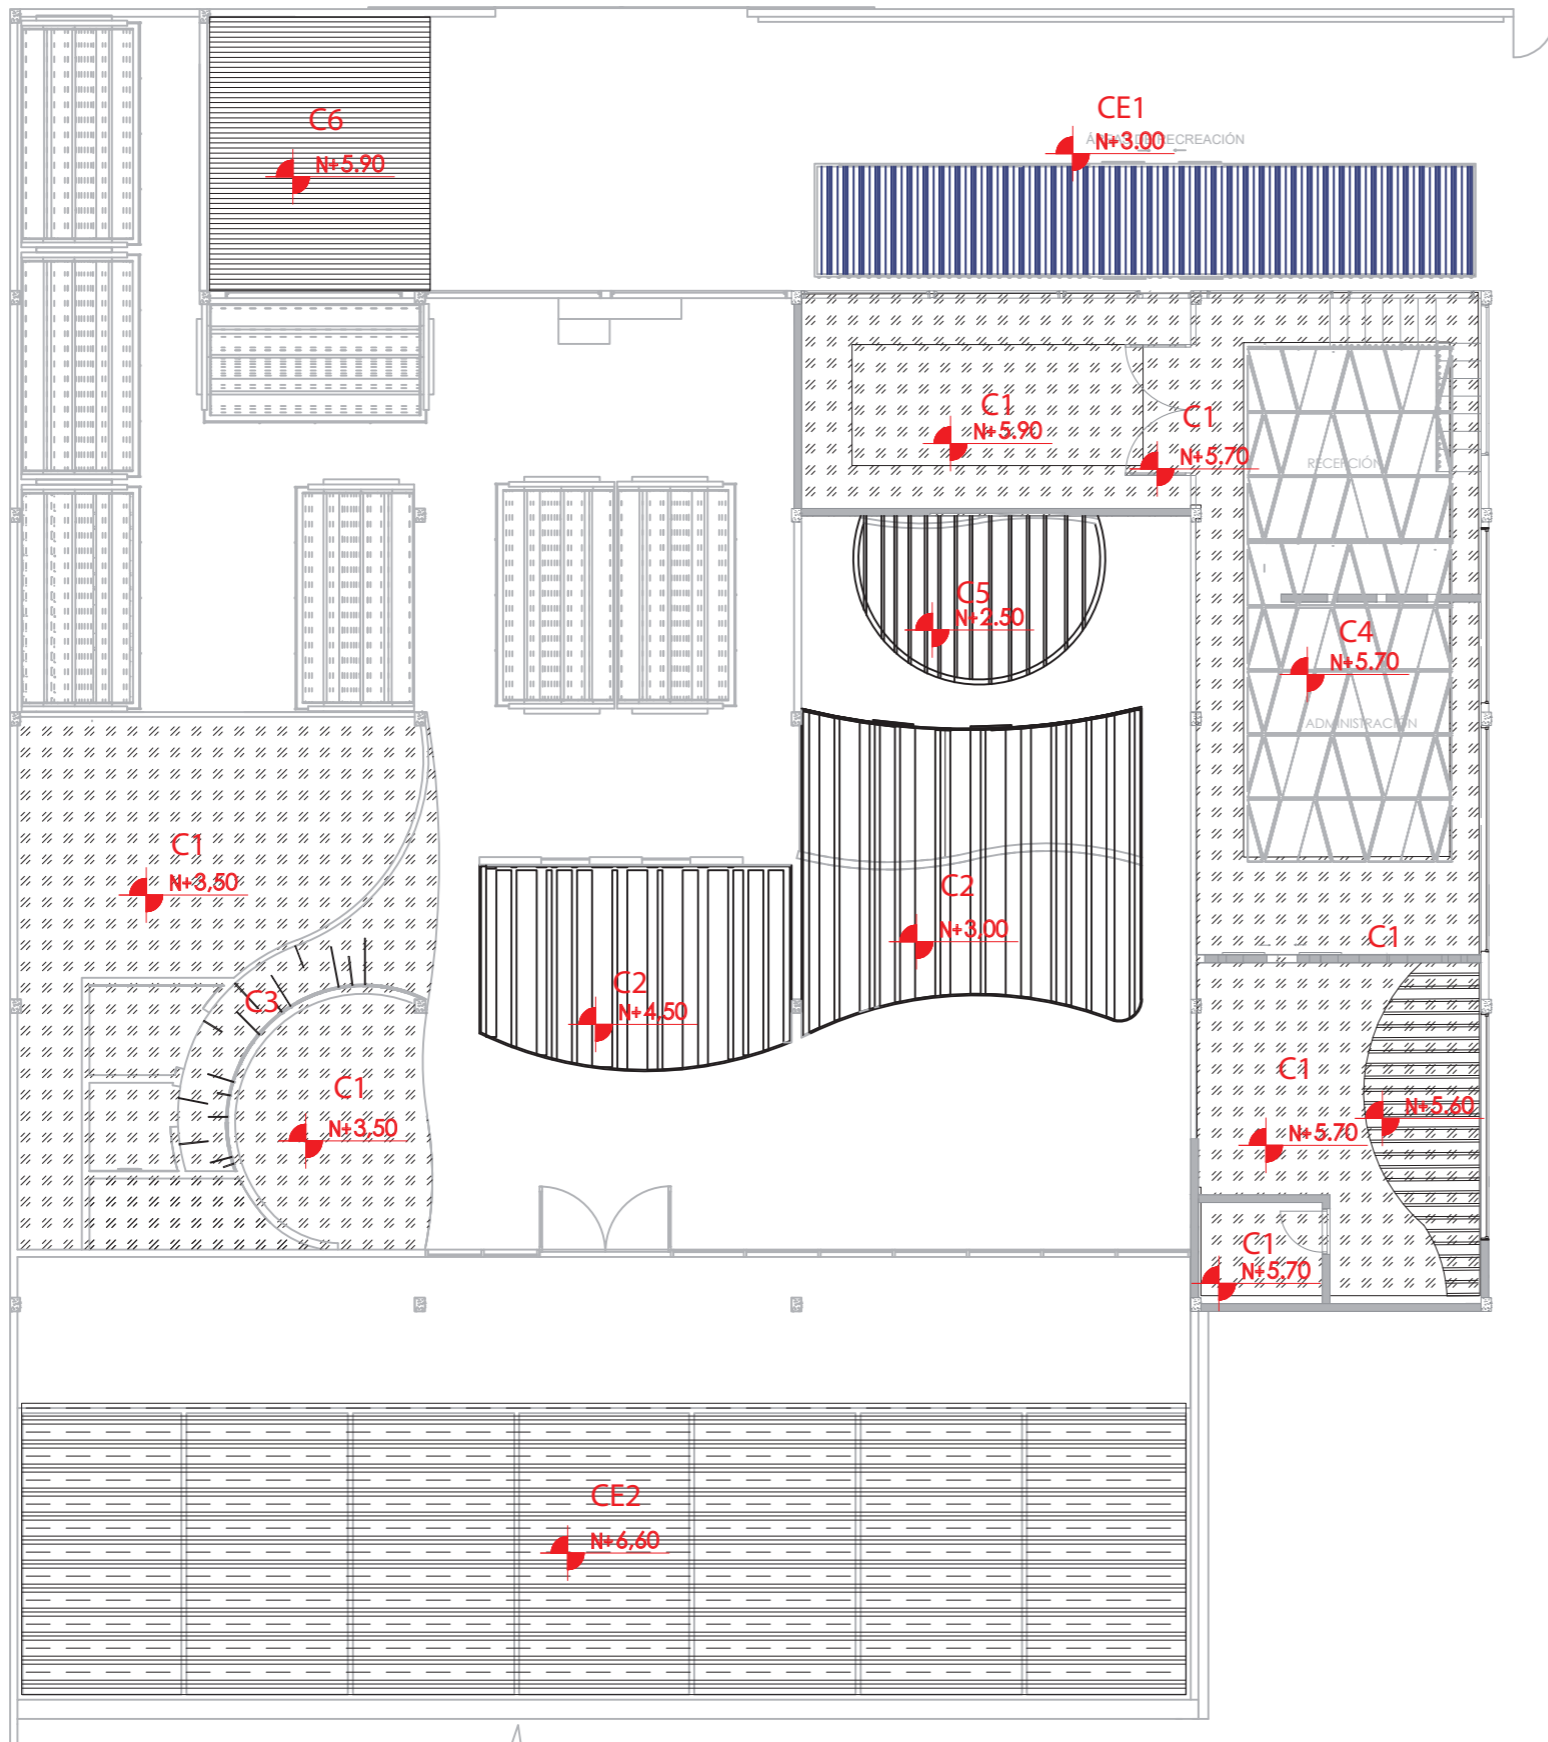 CE1
C6
ÁREA DE RECREACIÓN
N+3.00
N+5.90
C1
C1
N+5.90
N+5.70
RECEPCIÓN
C5
N+2.50
C4
N+5.70
ADMINISTRACIÓN
C1
N+3,50
C2
N+3,00
C1
C2
N+4,50
C3
C1
C1
N+3,50
N+5.60
N+5.70
C1
N+5.70
CE2
N+6,60